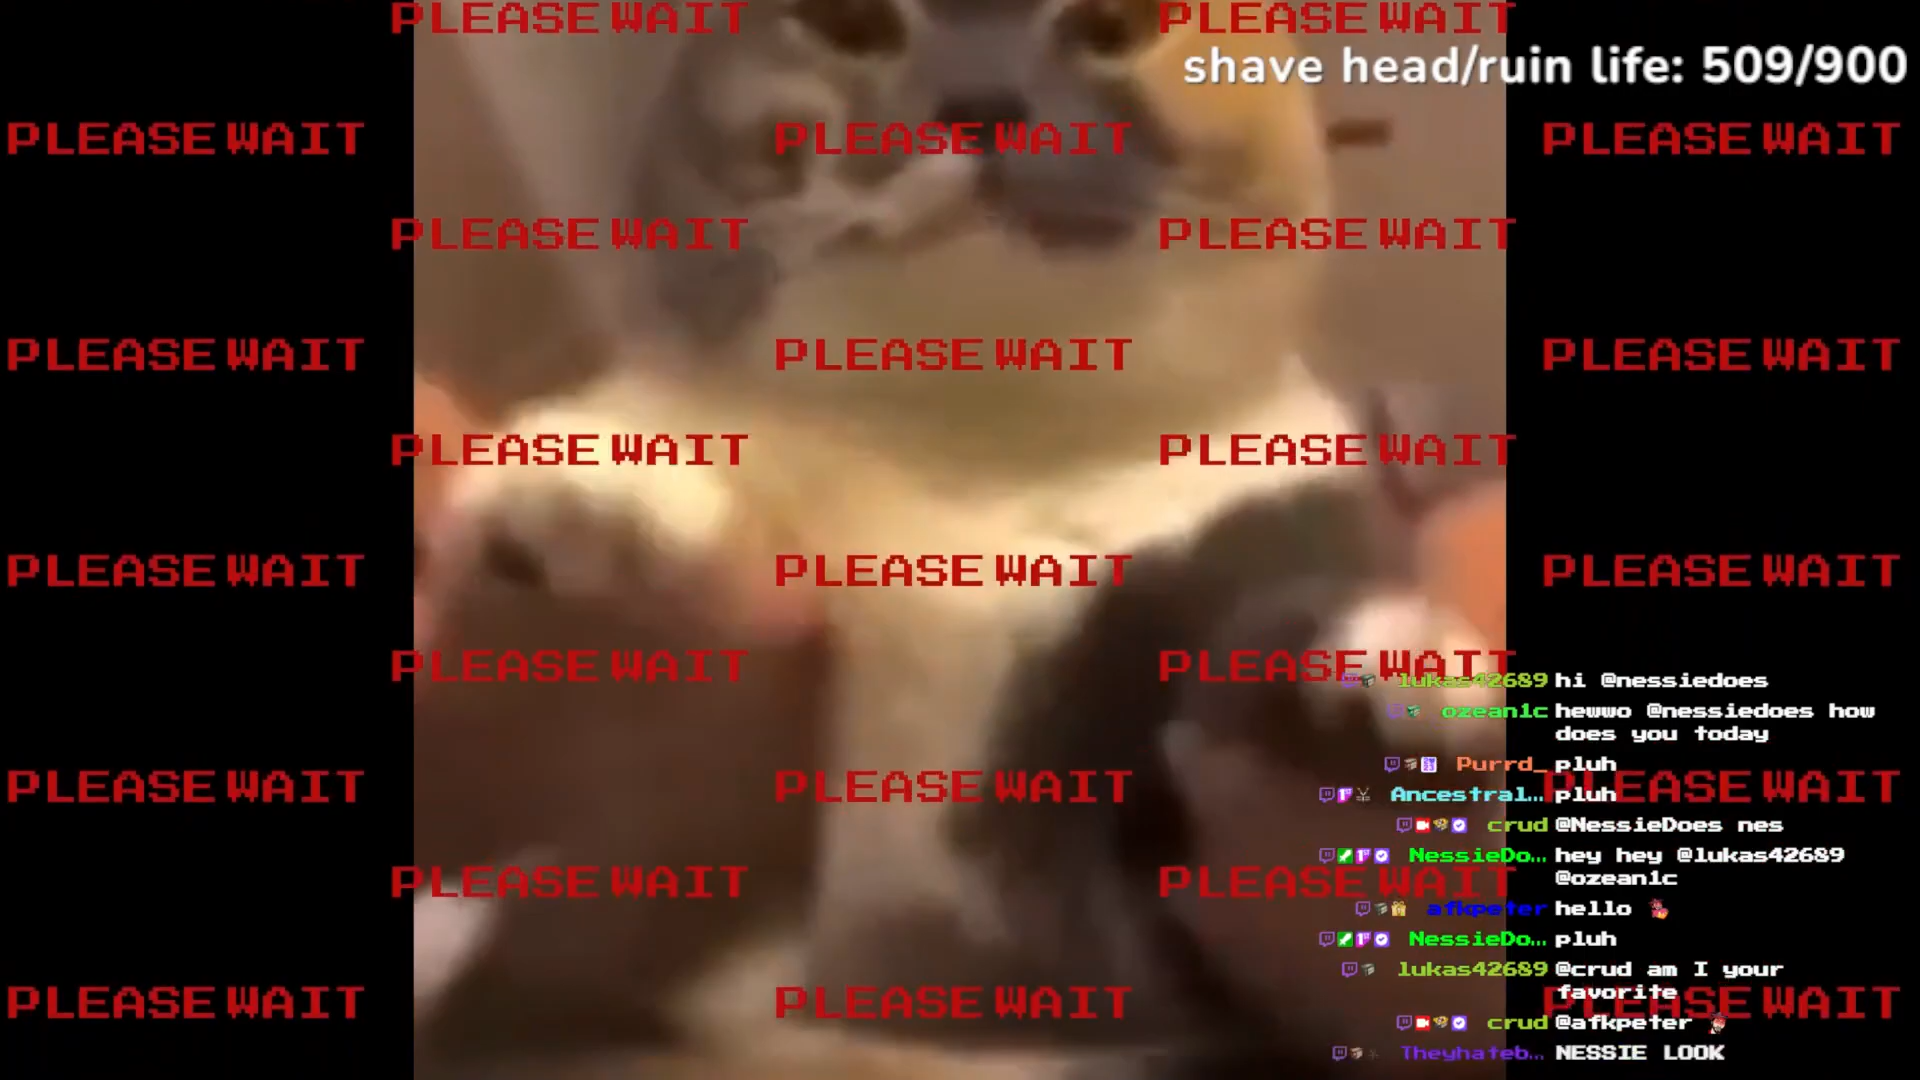 PLEASE WAIT PLEASE WAIT
shave head/ruin life: 509/900
PLEASE WAIT PLEASE WAIT PLEASE WAIT
PLEASE WAIT PLEASE WAIT
PLEASE WAIT PLEASE WAIT PLEASE WAIT
PLEASE WAIT PLEASE WAIT
PLEASE WAIT PLEASE WAIT PLEASE WAIT
PLEASE WAIT PLEASE WAIT
lukas42689 hi @nessiedoes
ozean1c hewwo @nessiedoes how
does you today
Purrd_ pluh
PLEASE WAIT PLEASE WAIT PLEASE WAIT
Ancestral... pluh
crud @NessieDoes nes
NessieDo... hey hey @lukas42689
@ozean1c
PLEASE WAIT PLEASE WAIT
afkpeter hello
NessieDo... pluh
lukas42689 @crud am I your
favorite
PLEASE WAIT PLEASE WAIT PLEASE WAIT
crud @afkpeter
Theyhateb... NESSIE LOOK